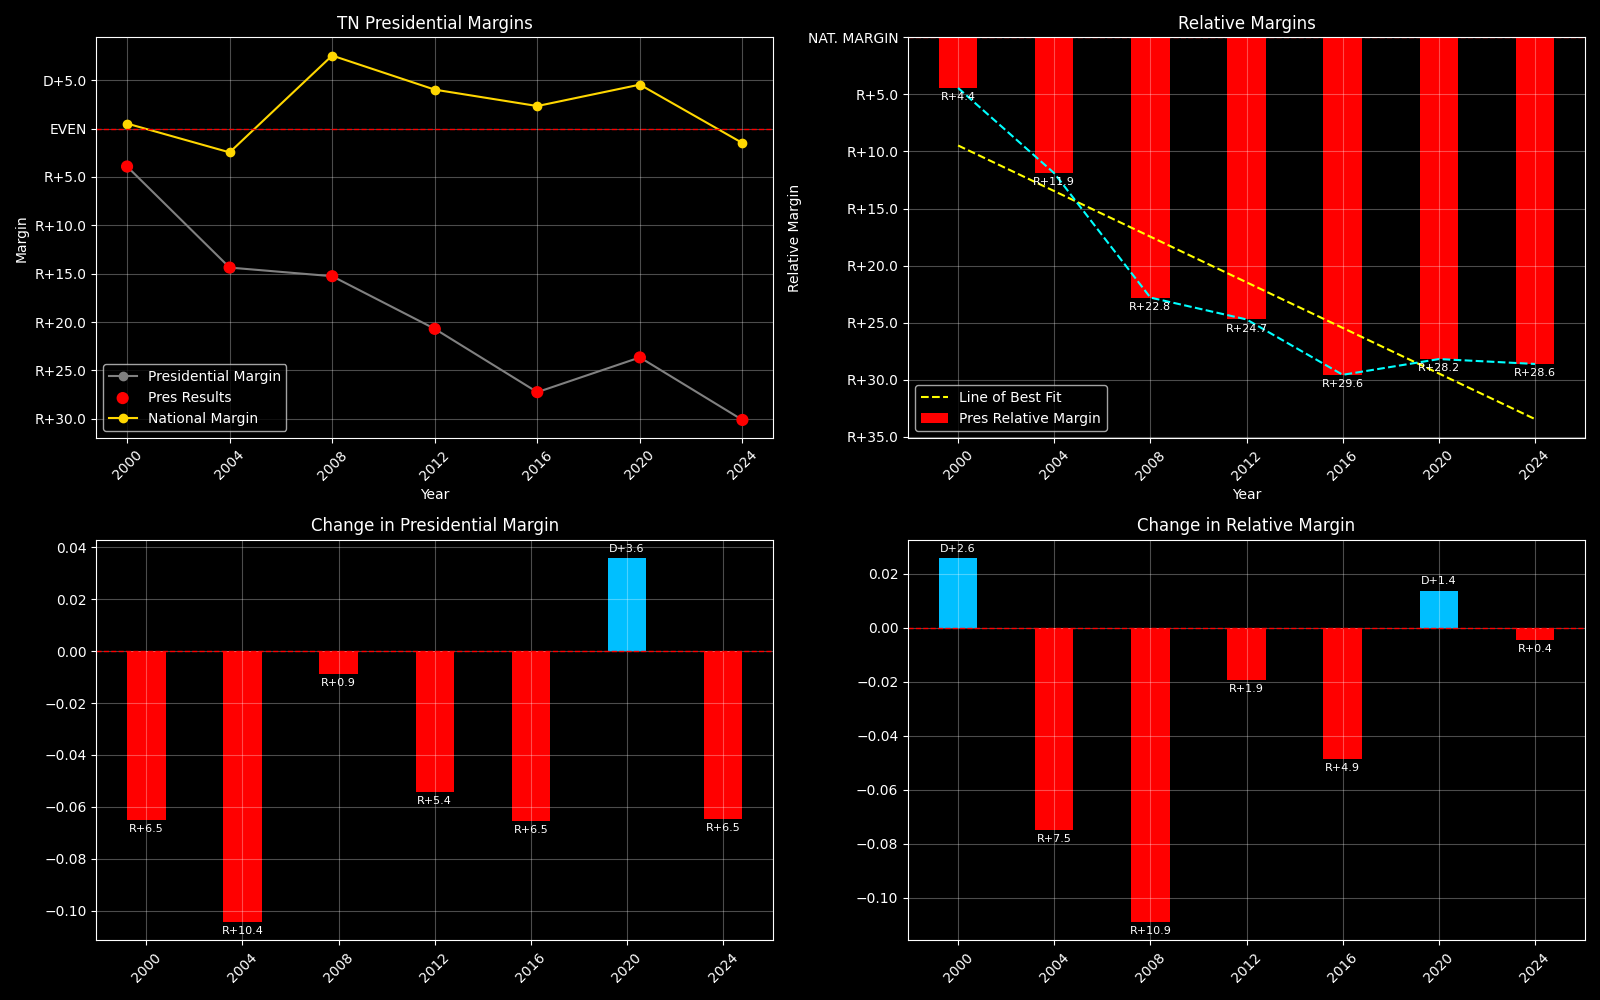 TN Presidential Margins
D+5.0
EVEN
R+5.0
R+10.0
R+15.0
R+20.0
R+25.0
R+30.0
Margin
Presidential Margin
Pres Results
National Margin
2000
2004
2008
2012
2016
2020
2024
Year
Relative Margins
NAT. MARGIN
R+5.0
R+10.0
R+15.0
R+20.0
R+25.0
R+30.0
R+35.0
Relative Margin
R+4.4
R+11.9
R+22.8
R+24.7
R+29.6
R+28.2
R+28.6
Line of Best Fit
Pres Relative Margin
2000
2004
2008
2012
2016
2020
2024
Year
Change in Presidential Margin
0.04
0.02
0.00
−0.02
−0.04
−0.06
−0.08
−0.10
R+6.5
R+10.4
R+0.9
R+5.4
R+6.5
D+3.6
R+6.5
2000
2004
2008
2012
2016
2020
2024
Change in Relative Margin
0.02
0.00
−0.02
−0.04
−0.06
−0.08
−0.10
D+2.6
R+7.5
R+10.9
R+1.9
R+4.9
D+1.4
R+0.4
2000
2004
2008
2012
2016
2020
2024